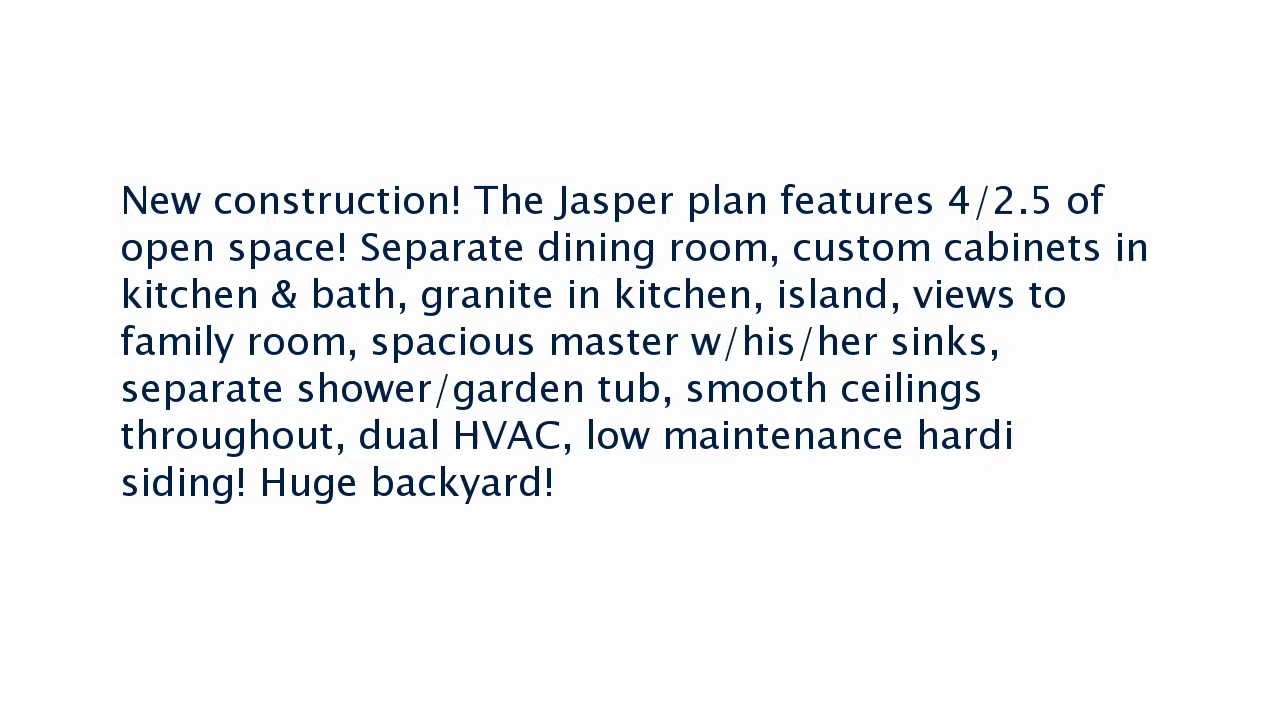 New construction! The Jasper plan features 4/2.5 of
open space! Separate dining room, custom cabinets in
kitchen & bath, granite in kitchen, island, views to
family room, spacious master w/his/her sinks,
separate shower/garden tub, smooth ceilings
throughout, dual HVAC, low maintenance hardi
siding! Huge backyard!